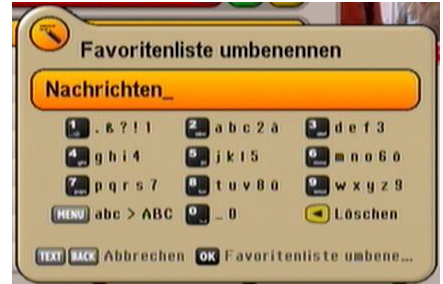 Favoritenliste umbenennen
Nachrichten_
1 . ß ? ! 1 2 a b c 2 ä 3 d e f 3
4 g h i 4 5 j k l 5 6 m n o 6 ö
7 p q r s 7 8 t u v 8 ü 9 w x y z 9
MENU abc > ABC 0 _ 0 Löschen
TEXT BACK Abbrechen OK Favoritenliste umbene...